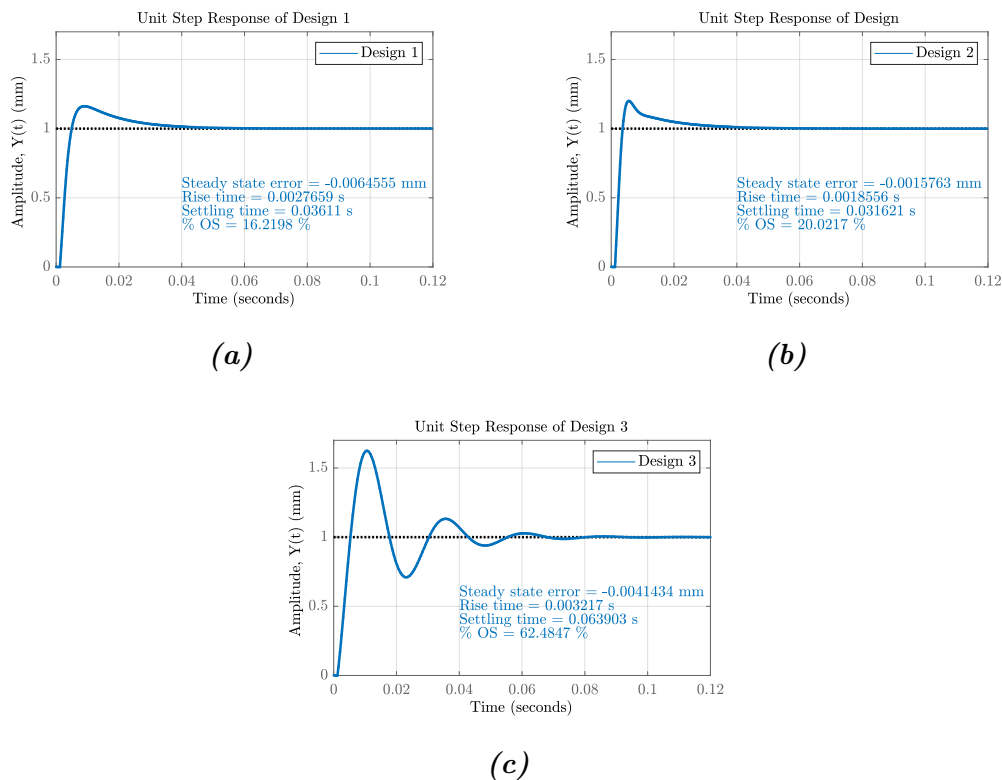 Unit Step Response of Design 1
Design 1
Amplitude, Y(t) (mm)
1.5
1
0.5
0
Steady state error = -0.0064555 mm
Rise time = 0.0027659 s
Settling time = 0.03611 s
% OS = 16.2198 %
0 0.02 0.04 0.06 0.08 0.1 0.12
Time (seconds)
(a)
Unit Step Response of Design
Design 2
Amplitude, Y(t) (mm)
1.5
1
0.5
0
Steady state error = -0.0015763 mm
Rise time = 0.0018556 s
Settling time = 0.031621 s
% OS = 20.0217 %
0 0.02 0.04 0.06 0.08 0.1 0.12
Time (seconds)
(b)
Unit Step Response of Design 3
Design 3
Amplitude, Y(t) (mm)
1.5
1
0.5
0
Steady state error = -0.0041434 mm
Rise time = 0.003217 s
Settling time = 0.063903 s
% OS = 62.4847 %
0 0.02 0.04 0.06 0.08 0.1 0.12
Time (seconds)
(c)